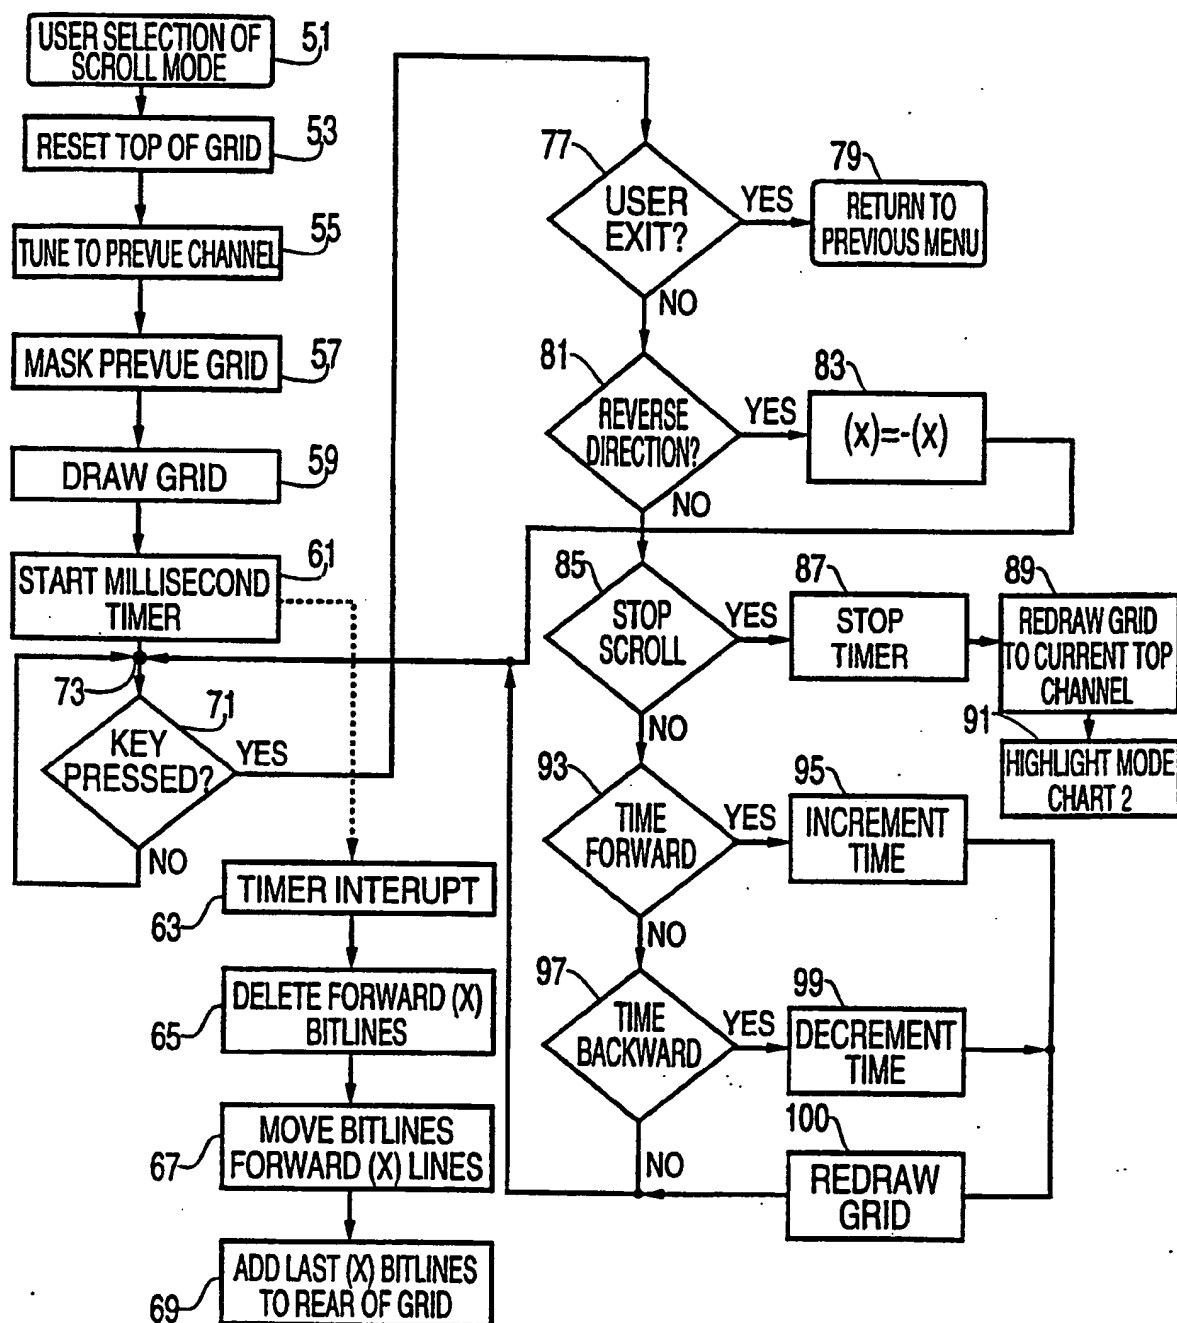 USER SELECTION OF
SCROLL MODE
51
RESET TOP OF GRID
53
TUNE TO PREVUE CHANNEL
55
MASK PREVUE GRID
57
DRAW GRID
59
START MILLISECOND
TIMER
61
73
KEY
PRESSED?
71
YES
NO
TIMER INTERUPT
63
DELETE FORWARD (X)
BITLINES
65
MOVE BITLINES
FORWARD (X) LINES
67
ADD LAST (X) BITLINES
TO REAR OF GRID
69
77
USER
EXIT?
YES
NO
79
RETURN TO
PREVIOUS MENU
81
REVERSE
DIRECTION?
YES
NO
83
(X)=-(X)
85
STOP
SCROLL
YES
NO
87
STOP
TIMER
89
REDRAW GRID
TO CURRENT TOP
CHANNEL
91
HIGHLIGHT MODE
CHART 2
93
TIME
FORWARD
YES
NO
95
INCREMENT
TIME
97
TIME
BACKWARD
YES
NO
99
DECREMENT
TIME
100
REDRAW
GRID